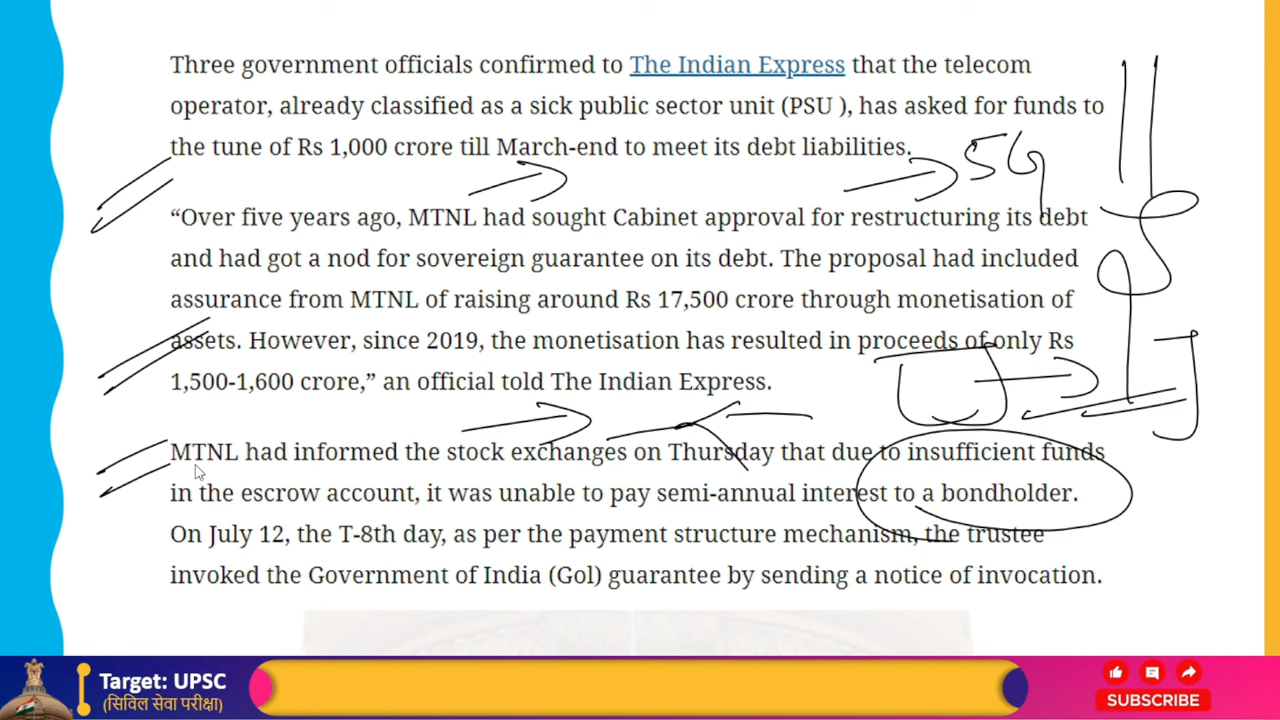 Three government officials confirmed to The Indian Express that the telecom
operator, already classified as a sick public sector unit (PSU ), has asked for funds to
the tune of Rs 1,000 crore till March-end to meet its debt liabilities.
5G
“Over five years ago, MTNL had sought Cabinet approval for restructuring its debt
and had got a nod for sovereign guarantee on its debt. The proposal had included
assurance from MTNL of raising around Rs 17,500 crore through monetisation of
assets. However, since 2019, the monetisation has resulted in proceeds of only Rs
1,500-1,600 crore,” an official told The Indian Express.
MTNL had informed the stock exchanges on Thursday that due to insufficient funds
in the escrow account, it was unable to pay semi-annual interest to a bondholder.
On July 12, the T-8th day, as per the payment structure mechanism, the trustee
invoked the Government of India (GoI) guarantee by sending a notice of invocation.
Target: UPSC
(सिविल सेवा परीक्षा)
SUBSCRIBE